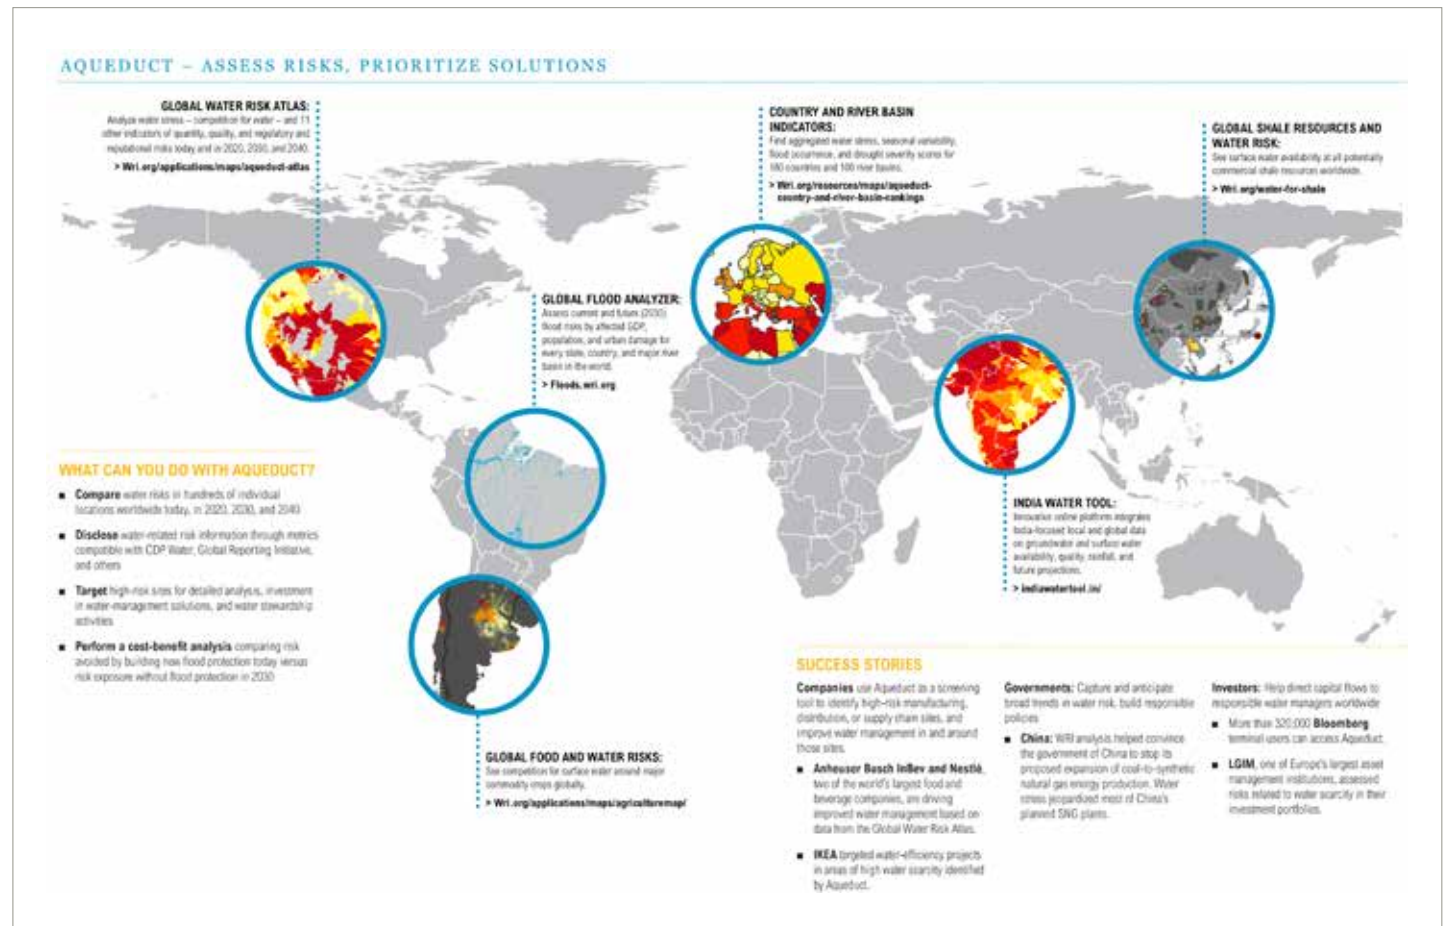 AQUEDUCT – ASSESS RISKS, PRIORITIZE SOLUTIONS
GLOBAL WATER RISK ATLAS:
Analyze water stress – competition for water – and 11
other indicators of quantity, quality, and regulatory and
reputational risks today and in 2020, 2030, and 2040.
> Wri.org/applications/maps/aqueduct-atlas
COUNTRY AND RIVER BASIN
INDICATORS:
Find aggregated water stress, seasonal variability,
flood occurrence, and drought severity scores for
180 countries and 100 river basins.
> Wri.org/resources/maps/aqueduct-
country-and-river-basin-rankings
GLOBAL SHALE RESOURCES AND
WATER RISK:
See surface water availability at all potentially
commercial shale resources worldwide.
> Wri.org/water-for-shale
GLOBAL FLOOD ANALYZER:
Assess current and future (2030)
flood risks by affected GDP,
population, and urban damage for
every state, country, and major river
basin in the world.
> Floods.wri.org
WHAT CAN YOU DO WITH AQUEDUCT?
■ Compare water risks in hundreds of individual
locations worldwide today, in 2020, 2030, and 2040
■ Disclose water-related risk information through metrics
compatible with CDP Water, Global Reporting Initiative,
and others
■ Target high-risk sites for detailed analysis, investment
in water-management solutions, and water stewardship
activities
■ Perform a cost-benefit analysis comparing risk
avoided by building new flood protection today versus
risk exposure without flood protection in 2030
INDIA WATER TOOL:
Innovative online platform integrates
India-focused local and global data
on groundwater and surface water
availability, quality, rainfall, and
future projections.
> indiawatertool.in/
GLOBAL FOOD AND WATER RISKS:
See competition for surface water around major
commodity crops globally.
> Wri.org/applications/maps/agriculturemap/
SUCCESS STORIES
Companies use Aqueduct as a screening
tool to identify high-risk manufacturing,
distribution, or supply chain sites, and
improve water management in and around
those sites.
■ Anheuser Busch InBev and Nestlé,
two of the world's largest food and
beverage companies, are driving
improved water management based on
data from the Global Water Risk Atlas.
■ IKEA targeted water-efficiency projects
in areas of high water scarcity identified
by Aqueduct.
Governments: Capture and anticipate
broad trends in water risk, build responsible
policies
■ China: WRI analysis helped convince
the government of China to stop its
proposed expansion of coal-to-synthetic
natural gas energy production. Water
stress jeopardized most of China's
planned SNG plants.
Investors: Help direct capital flows to
responsible water managers worldwide
■ More than 320,000 Bloomberg
terminal users can access Aqueduct.
■ LGIM, one of Europe's largest asset
management institutions, assessed
risks related to water scarcity in their
investment portfolios.